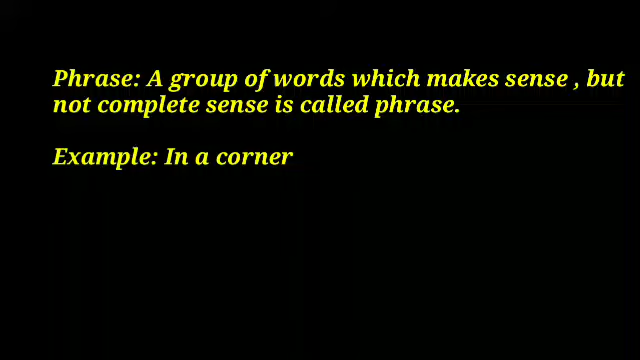 Phrase: A group of words which makes sense , but
not complete sense is called phrase.
Example: In a corner